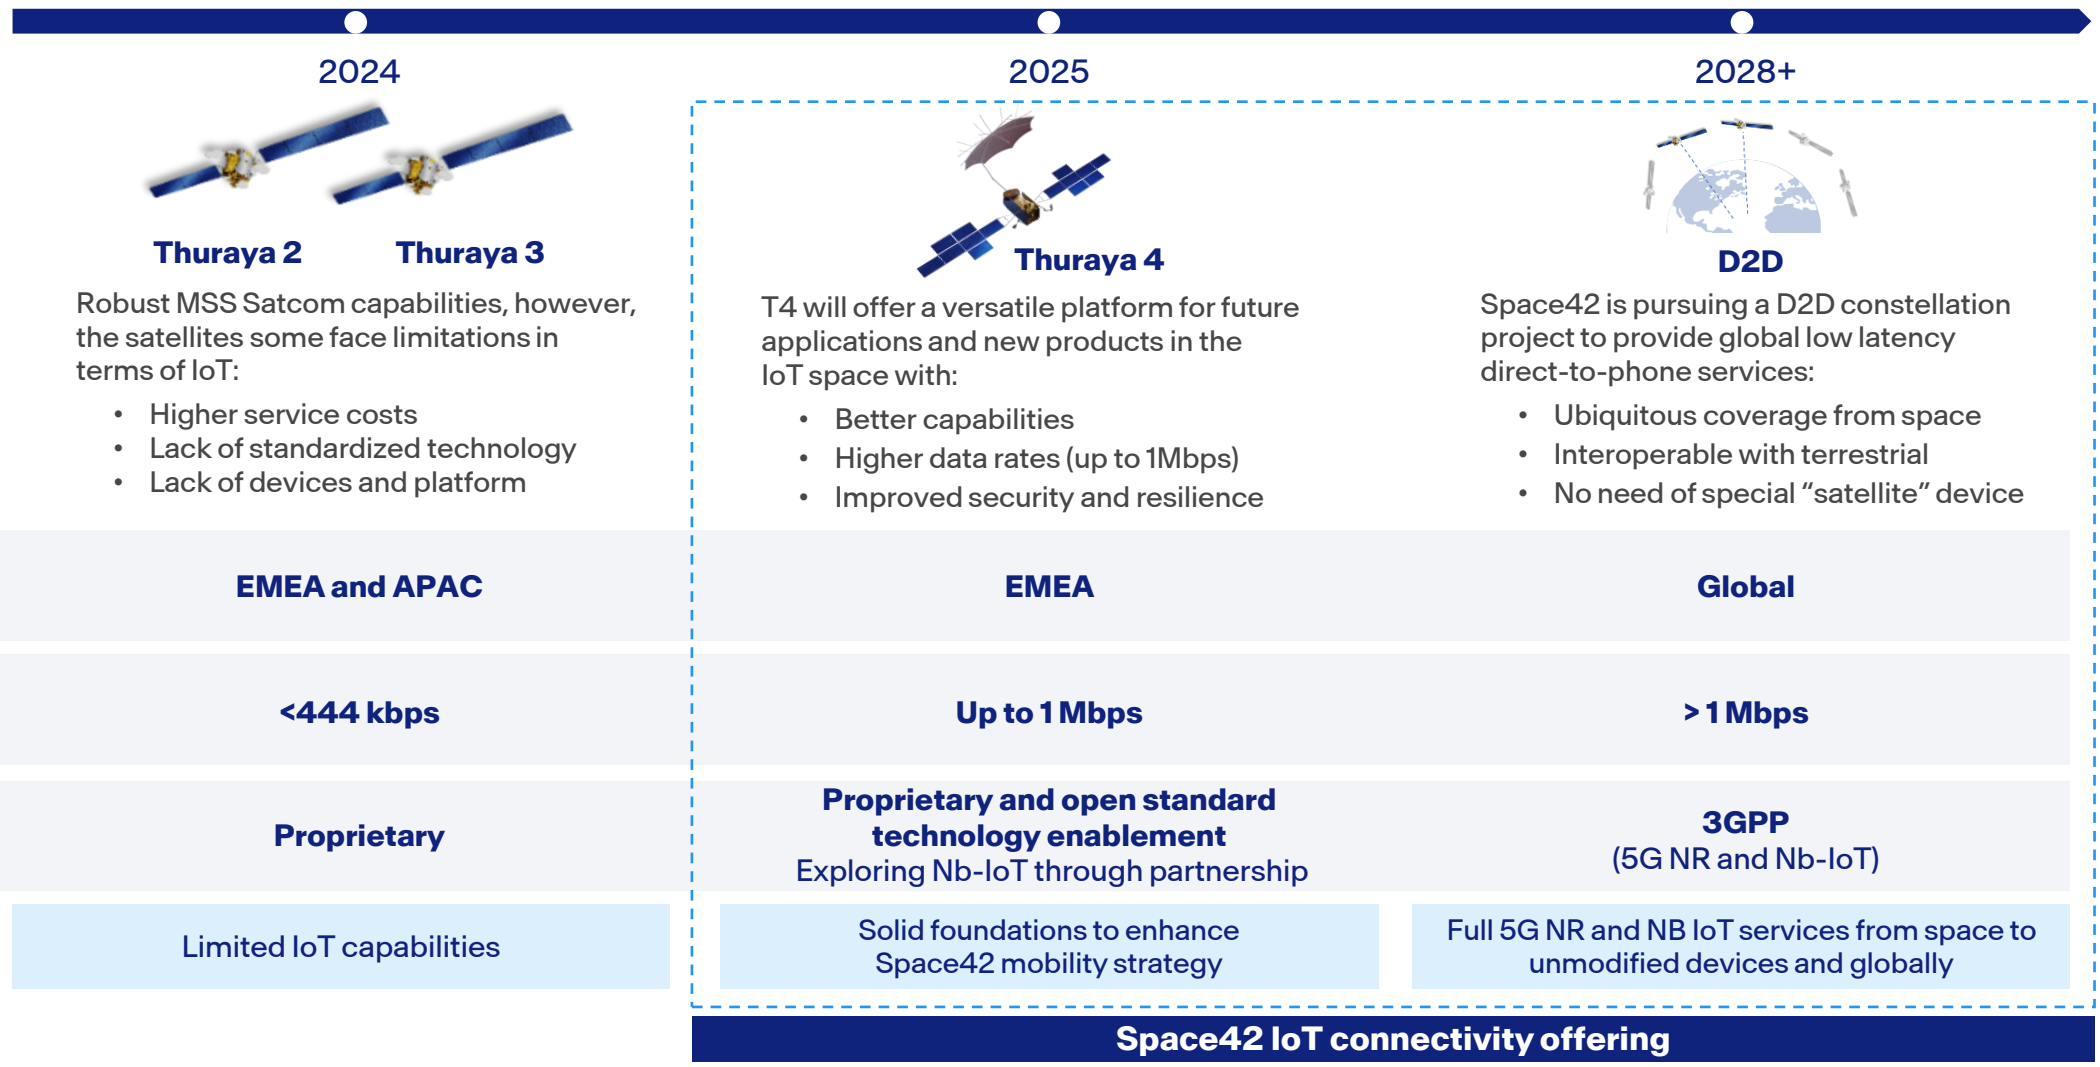 2024
2025
2028+
Thuraya 2
Thuraya 3
Robust MSS Satcom capabilities, however,
the satellites some face limitations in
terms of IoT:
• Higher service costs
• Lack of standardized technology
• Lack of devices and platform
Thuraya 4
T4 will offer a versatile platform for future
applications and new products in the
IoT space with:
• Better capabilities
• Higher data rates (up to 1Mbps)
• Improved security and resilience
D2D
Space42 is pursuing a D2D constellation
project to provide global low latency
direct-to-phone services:
• Ubiquitous coverage from space
• Interoperable with terrestrial
• No need of special “satellite” device
EMEA and APAC
EMEA
Global
<444 kbps
Up to 1 Mbps
> 1 Mbps
Proprietary
Proprietary and open standard
technology enablement
Exploring Nb-IoT through partnership
3GPP
(5G NR and Nb-IoT)
Limited IoT capabilities
Solid foundations to enhance
Space42 mobility strategy
Full 5G NR and NB IoT services from space to
unmodified devices and globally
Space42 IoT connectivity offering